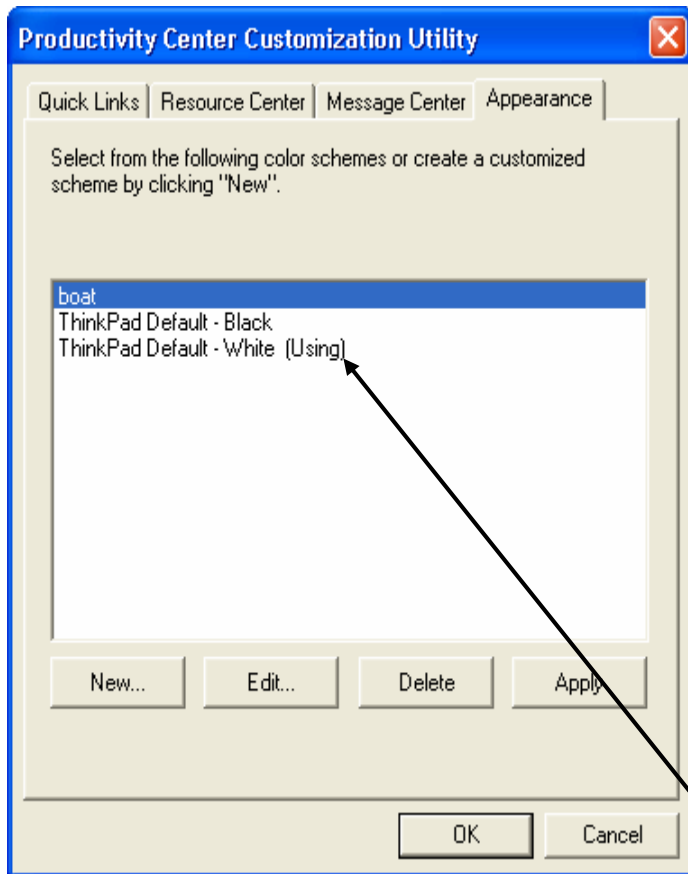 Productivity Center Customization Utility
Quick Links Resource Center Message Center Appearance
Select from the following color schemes or create a customized
scheme by clicking "New".
boat
ThinkPad Default - Black
ThinkPad Default - White (Using)
New... Edit... Delete Apply
OK Cancel